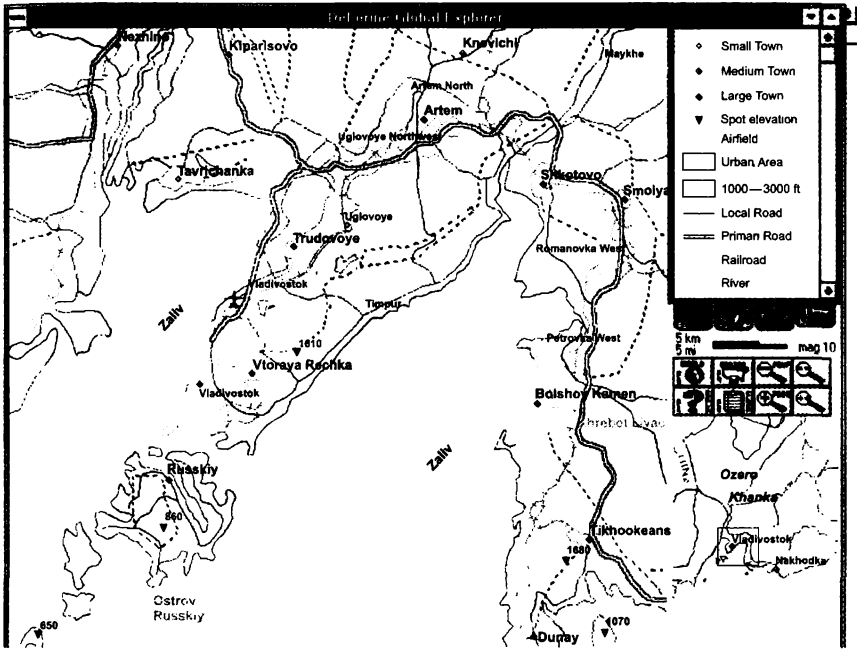 DeLorme Global Explorer
Nezhino
Kiparisovo
Knevichi
Maykhe
Artem North
Artem
Uglovoye Northwest
Tavrichanka
Shkotovo
Smolya
Uglovoye
Trudovoye
Romanovka West
Vladivostok
Zaliv
Timpur
1610
Petrovka West
Vtoraya Rechka
Vladivostok
Bolshoy Kamen
Zaliv
Russkiy
860
Tikhookeans
1680
Ostrov
Russkiy
650
1070
Dunay
Small Town
Medium Town
Large Town
Spot elevation
Airfield
Urban Area
1000—3000 ft
Local Road
Priman Road
Railroad
River
5 km
5 mi
mag 10
Ozero
Khanka
Vladivostok
Nakhodka